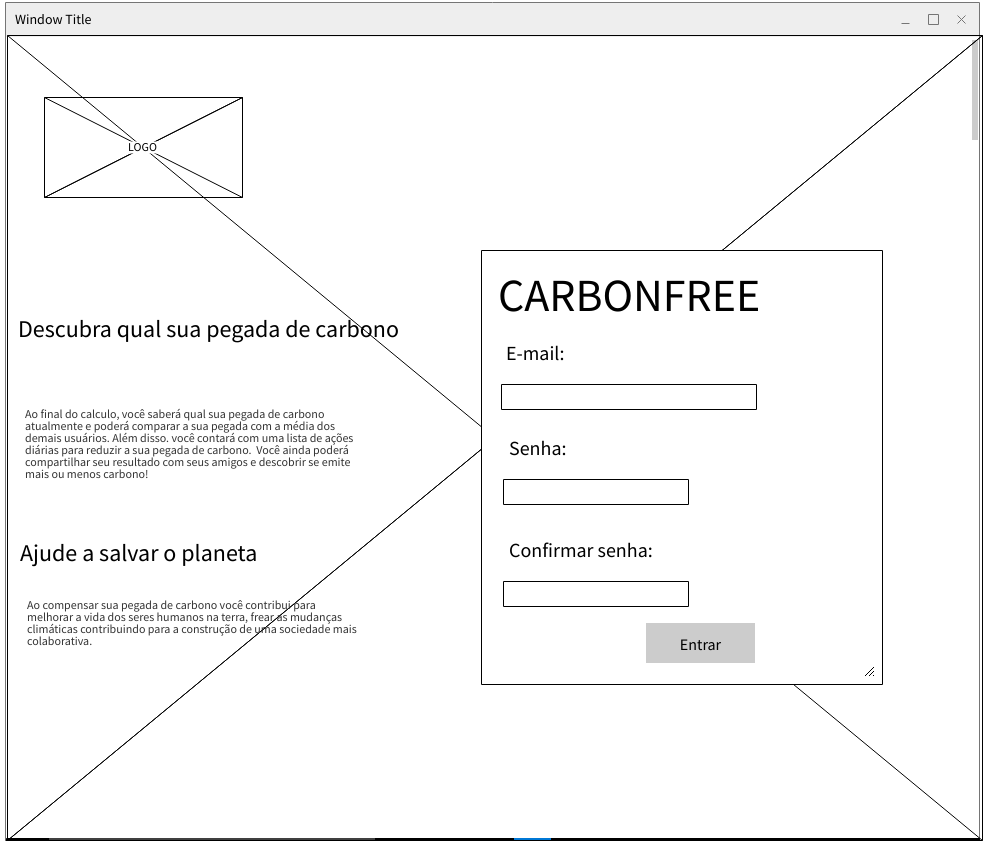 Window Title
LOGO
Descubra qual sua pegada de carbono
Ao final do calculo, você saberá qual sua pegada de carbono
atualmente e poderá comparar a sua pegada com a média dos
demais usuários. Além disso. você contará com uma lista de ações
diárias para reduzir a sua pegada de carbono.  Você ainda poderá
compartilhar seu resultado com seus amigos e descobrir se emite
mais ou menos carbono!
Ajude a salvar o planeta
Ao compensar sua pegada de carbono você contribui para
melhorar a vida dos seres humanos na terra, frear as mudanças
climáticas contribuindo para a construção de uma sociedade mais
colaborativa.
CARBONFREE
E-mail:
Senha:
Confirmar senha:
Entrar